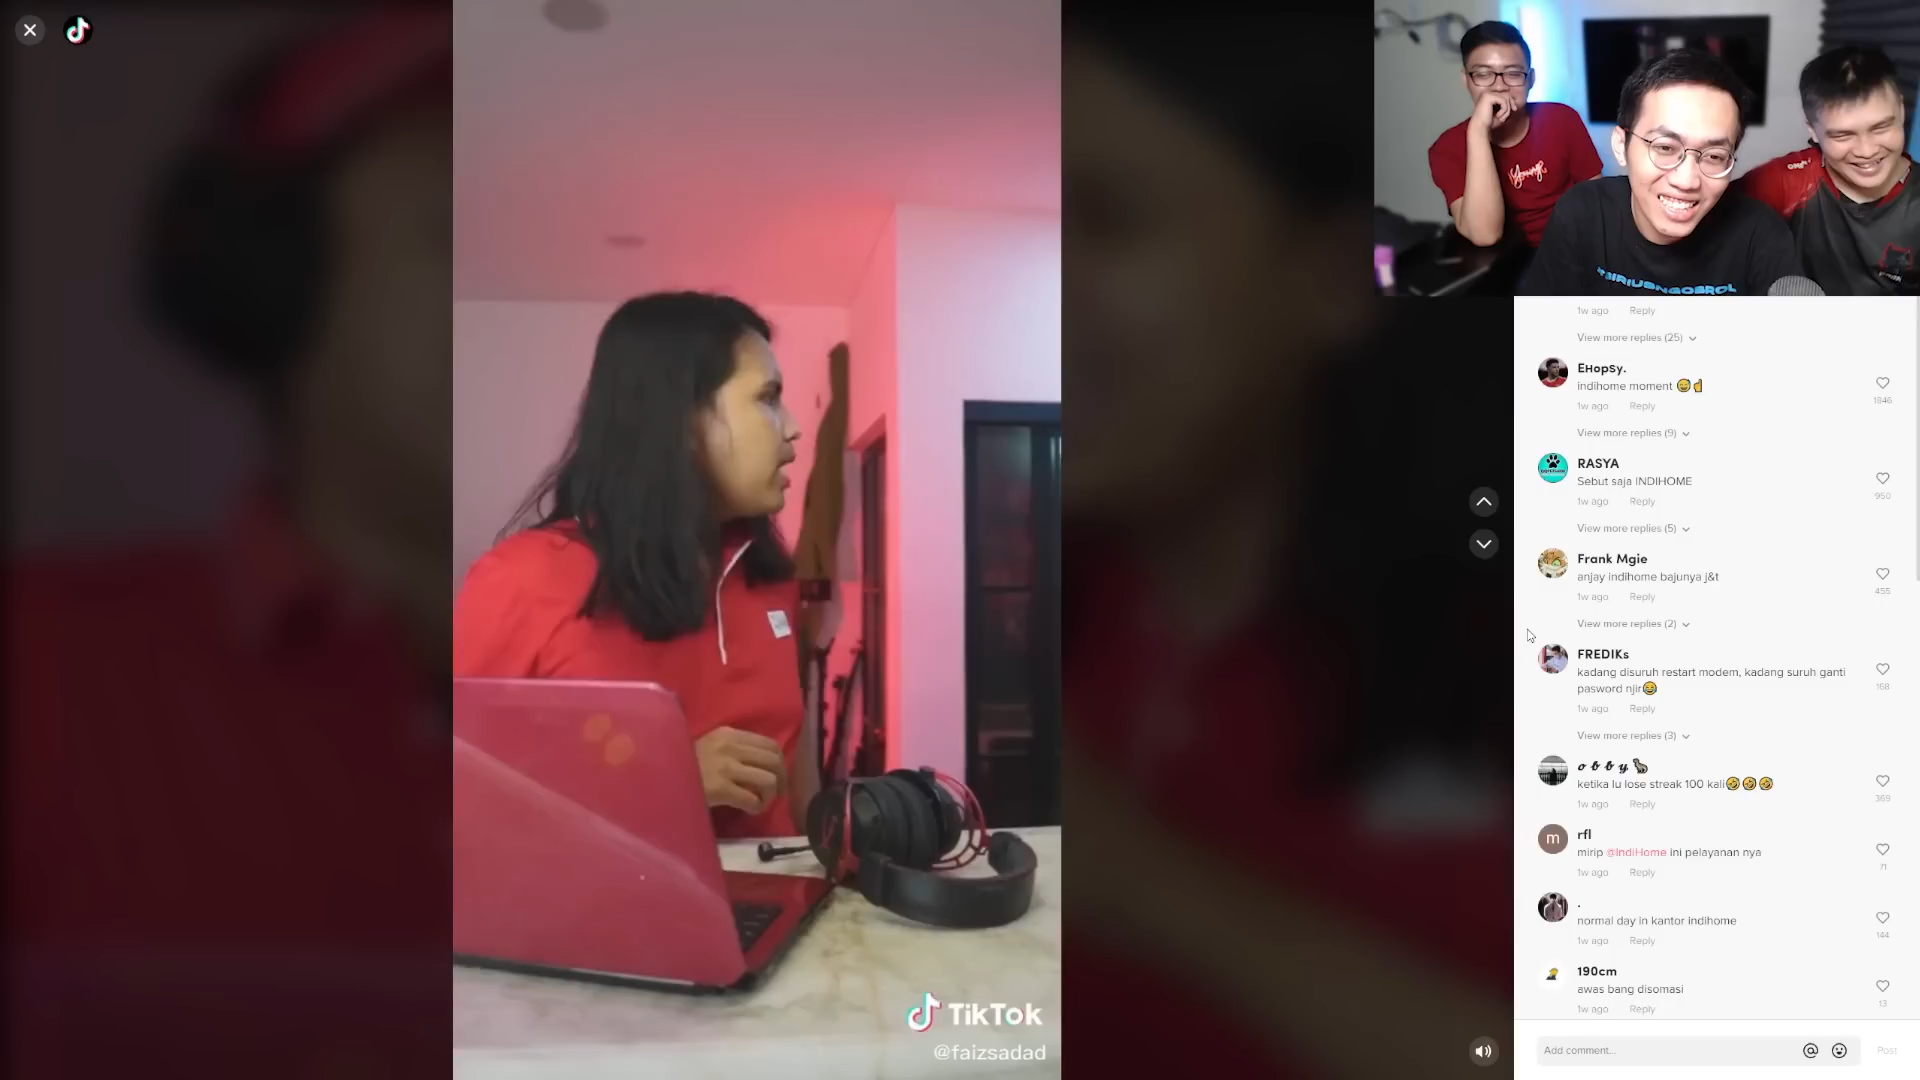 1w ago Reply
View more replies (25)
EHopsy.
indihome moment 😅☝
1846
1w ago Reply
View more replies (9)
RASYA
Sebut saja INDIHOME
950
1w ago Reply
View more replies (5)
Frank Mgie
anjay indihome bajunya j&t
455
1w ago Reply
View more replies (2)
FREDIKs
kadang disuruh restart modem, kadang suruh ganti
pasword njir😂
168
1w ago Reply
View more replies (3)
𝓸 𝓫 𝓫 𝔂 🐆
ketika lu lose streak 100 kali🤣🤣🤣
369
1w ago Reply
m
rfl
mirip @IndiHome ini pelayanan nya
71
1w ago Reply
.
normal day in kantor indihome
144
1w ago Reply
190cm
awas bang disomasi
13
1w ago Reply
Add comment...
Post
TikTok
@faizsadad